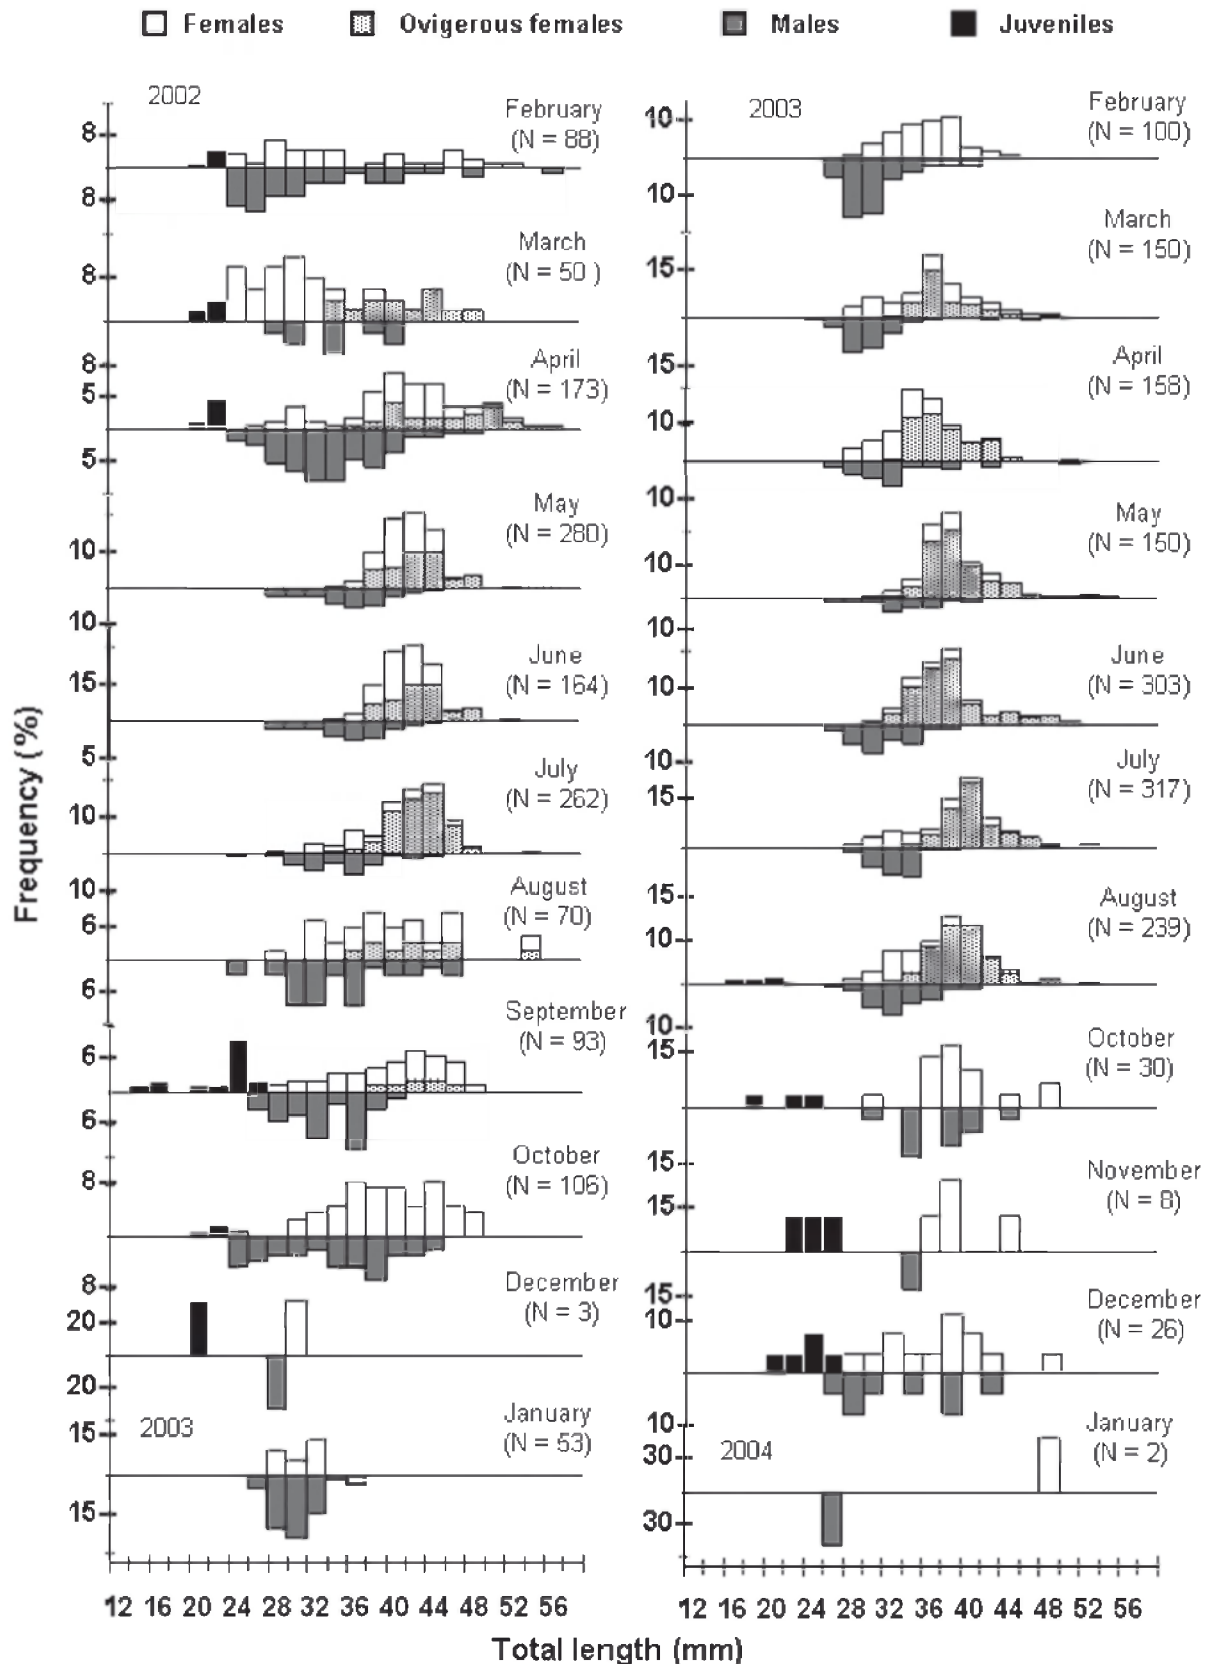 Females Ovigerous females Males Juveniles
2002
February
(N = 88)
8
8
March
(N = 50 )
8
8
April
(N = 173)
5
5
May
(N = 280)
10
10
June
(N = 164)
15
5
July
(N = 262)
10
10
August
(N = 70)
6
6
September
(N = 93)
6
6
October
(N = 106)
8
8
December
(N = 3)
20
20
2003
January
(N = 53)
15
15
12 16 20 24 28 32 36 40 44 48 52 56
2003
February
(N = 100)
10
10
March
(N = 150)
15
15
April
(N = 158)
10
10
May
(N = 150)
10
10
June
(N = 303)
10
10
July
(N = 317)
15
15
August
(N = 239)
10
10
October
(N = 30)
15
15
November
(N = 8)
15
15
December
(N = 26)
10
10
2004
January
(N = 2)
30
30
12 16 20 24 28 32 36 40 44 48 52 56
Frequency (%)
Total length (mm)